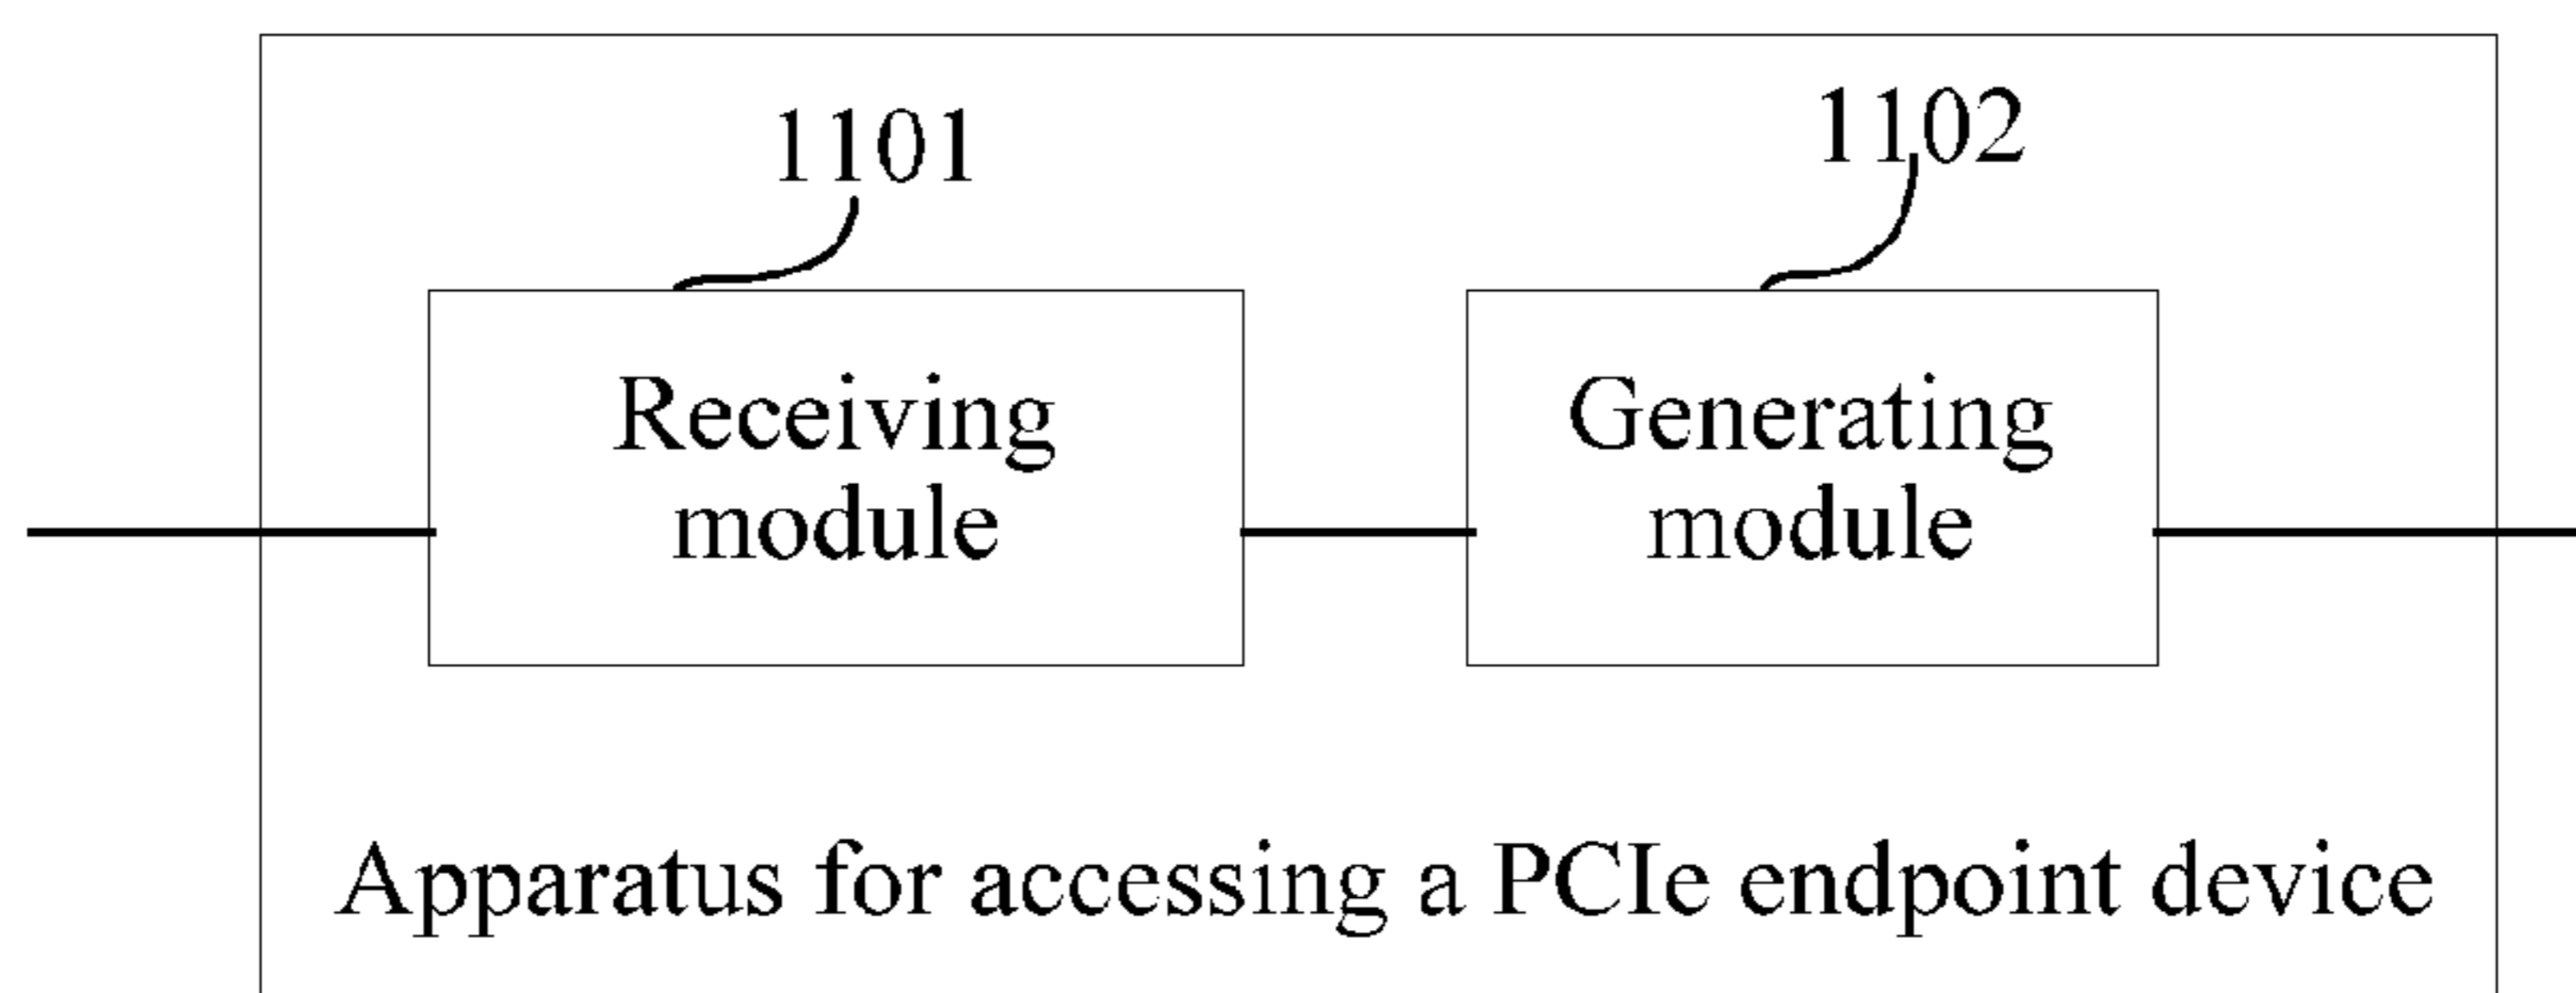 1101
1102
Receiving
module
Generating
module
Apparatus for accessing a PCIe endpoint device